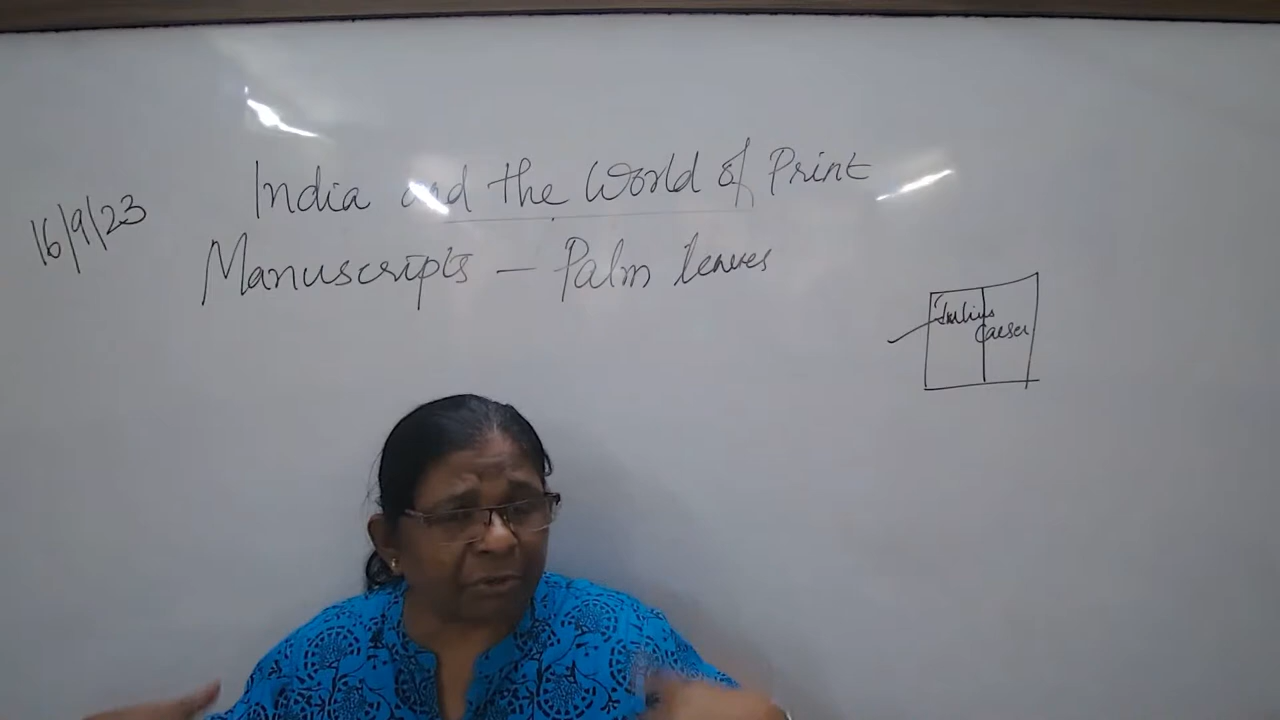 16/9/23
India and the World of Print
Manuscripts – Palm leaves
Julius
Caeser